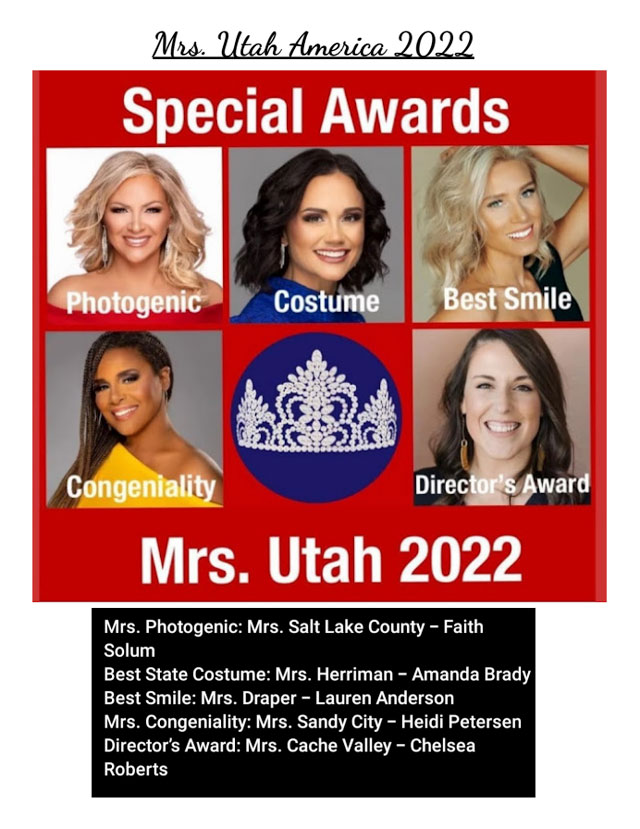 Mrs. Utah America 2022
Special Awards
Photogenic
Costume
Best Smile
Congeniality
Director's Award
Mrs. Utah 2022
Mrs. Photogenic: Mrs. Salt Lake County – Faith
Solum
Best State Costume: Mrs. Herriman – Amanda Brady
Best Smile: Mrs. Draper – Lauren Anderson
Mrs. Congeniality: Mrs. Sandy City – Heidi Petersen
Director’s Award: Mrs. Cache Valley – Chelsea
Roberts